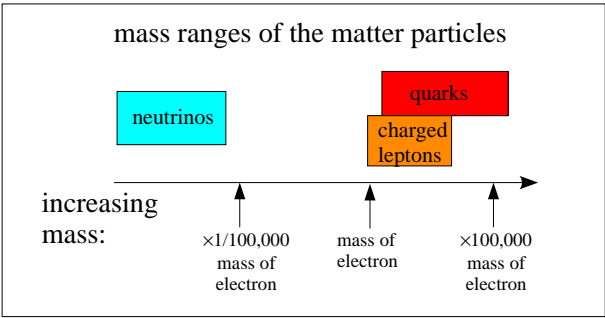 mass ranges of the matter particles
quarks
neutrinos
charged
leptons
increasing
mass:
×1/100,000
mass of
electron
mass of
electron
×100,000
mass of
electron